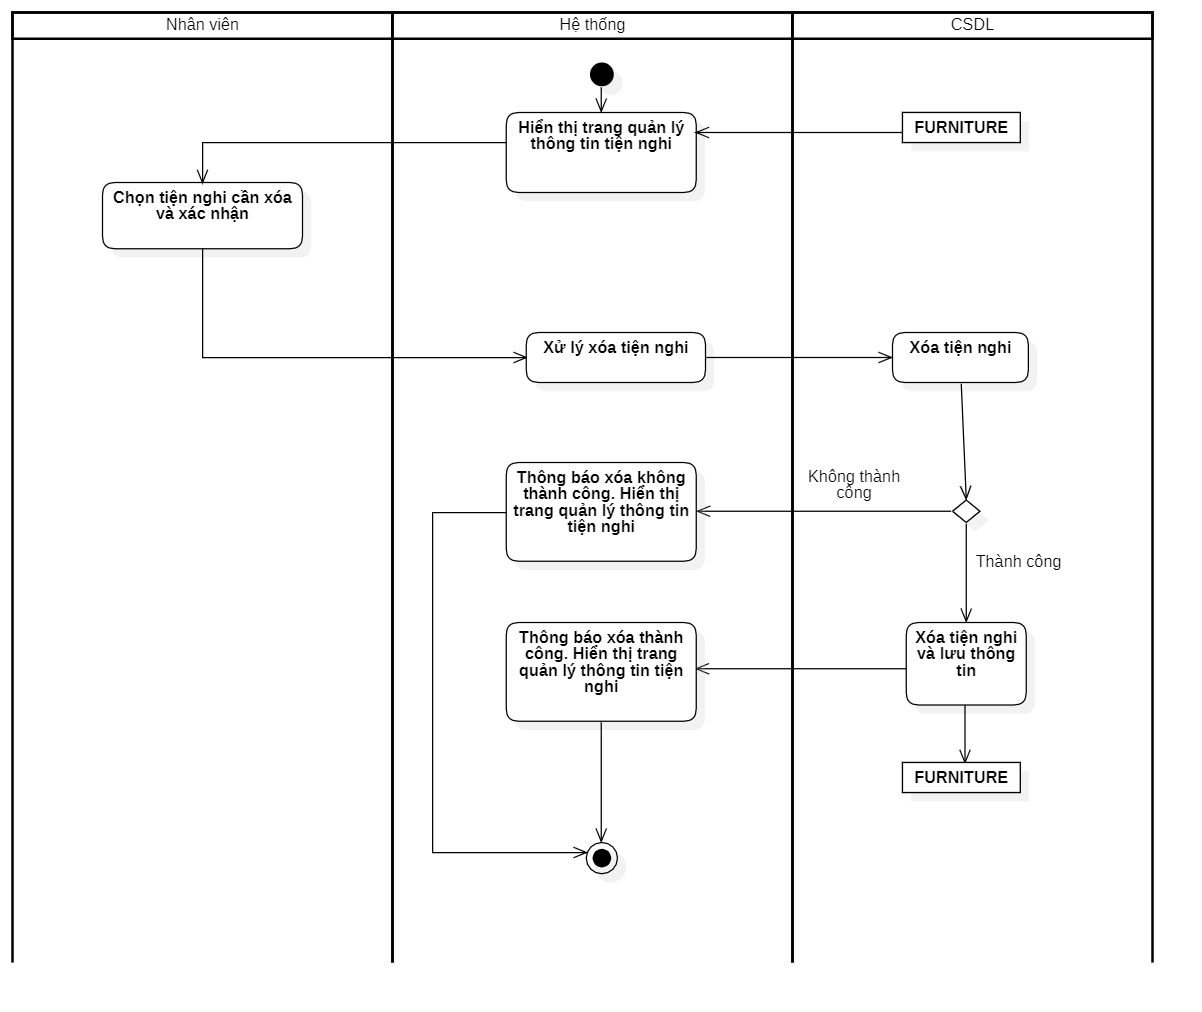 Nhân viên
Hệ thống
CSDL
Hiển thị trang quản lý
thông tin tiện nghi
FURNITURE
Chọn tiện nghi cần xóa
và xác nhận
Xử lý xóa tiện nghi
Xóa tiện nghi
Thông báo xóa không
thành công. Hiển thị
trang quản lý thông tin
tiện nghi
Không thành
công
Thành công
Thông báo xóa thành
công. Hiển thị trang
quản lý thông tin tiện
nghi
Xóa tiện nghi
và lưu thông
tin
FURNITURE